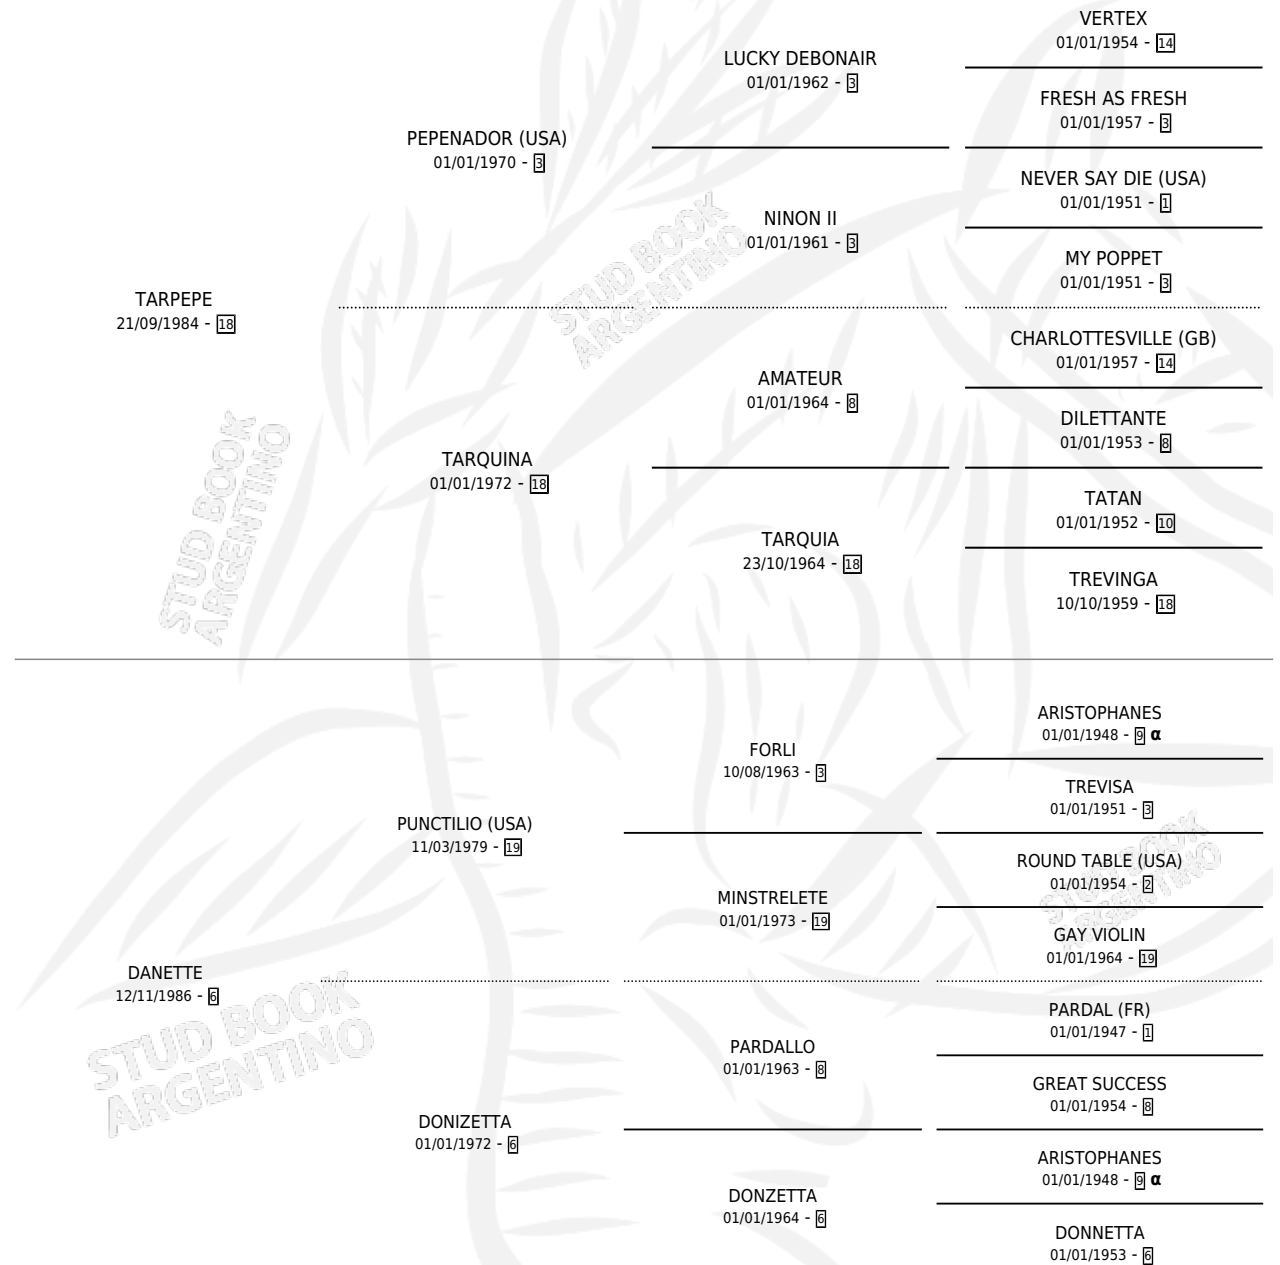 VERTEX
01/01/1954 - 14
LUCKY DEBONAIR
01/01/1962 - 3
FRESH AS FRESH
01/01/1957 - 3
PEPENADOR (USA)
01/01/1970 - 3
NEVER SAY DIE (USA)
01/01/1951 - 1
NINON II
01/01/1961 - 3
MY POPPET
01/01/1951 - 3
STUD BOOK
ARGENTINO
TARPEPE
21/09/1984 - 18
CHARLOTTESVILLE (GB)
01/01/1957 - 14
AMATEUR
01/01/1964 - 8
DILETTANTE
01/01/1953 - 8
TARQUINA
01/01/1972 - 18
TATAN
01/01/1952 - 10
TARQUIA
23/10/1964 - 18
TREVINGA
10/10/1959 - 18
STUD BOOK
ARGENTINO
ARISTOPHANES
01/01/1948 - 9 α
FORLI
10/08/1963 - 3
TREVISA
01/01/1951 - 3
PUNCTILIO (USA)
11/03/1979 - 19
ROUND TABLE (USA)
01/01/1954 - 2
MINSTRELETE
01/01/1973 - 19
GAY VIOLIN
01/01/1964 - 19
STUD BOOK
ARGENTINO
DANETTE
12/11/1986 - 6
PARDAL (FR)
01/01/1947 - 1
PARDALLO
01/01/1963 - 8
GREAT SUCCESS
01/01/1954 - 8
STUD BOOK
ARGENTINO
DONIZETTA
01/01/1972 - 6
ARISTOPHANES
01/01/1948 - 9 α
DONZETTA
01/01/1964 - 6
DONNETTA
01/01/1953 - 6